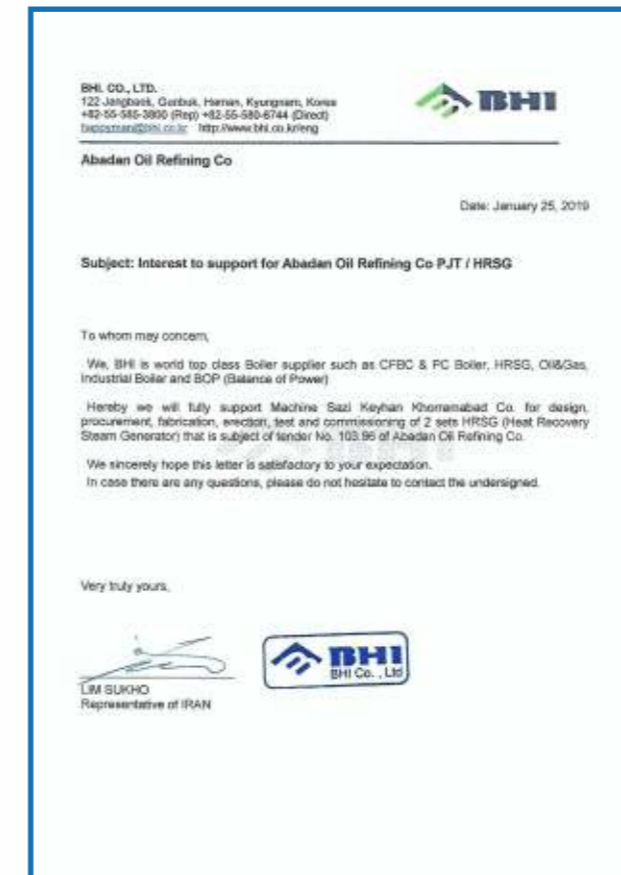 BHI. CO., LTD.
BHI
122 Jangbaek, Gunbuk, Haman, Kyungnam, Korea
+82-55-585-3800 (Rep) +82-55-580-6744 (Direct)
http://www.bhi.co.kr/eng
Abadan Oil Refining Co
Date: January 25, 2019
Subject: Interest to support for Abadan Oil Refining Co PJT / HRSG
To whom may concern,
We, BHI is world top class Boiler supplier such as CFBC & PC Boiler, HRSG, Oil&Gas,
Industrial Boiler and BOP (Balance of Power)
Hereby we will fully support Machine Sazi Keyhan Khorramabad Co. for design,
procurement, fabrication, erection, test and commissioning of 2 sets HRSG (Heat Recovery
Steam Generator) that is subject of tender No. 103.96 of Abadan Oil Refining Co.
BHI
We sincerely hope this letter is satisfactory to your expectation.
In case there are any questions, please do not hesitate to contact the undersigned.
Very truly yours,
BHI
BHI Co., Ltd
LIM SUKHO
Representative of IRAN